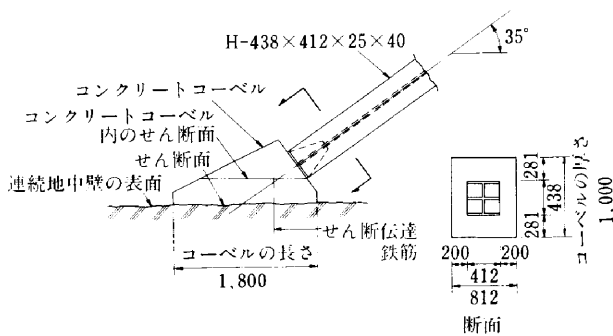 H-438×412×25×40
35°
コンクリートコーベル
コンクリートコーベル
内のせん断面
せん断面
連続地中壁の表面
せん断伝達
鉄筋
コーベルの長さ
1,800
281
438
281
コーベルの厚さ
1,000
200
200
412
812
断面